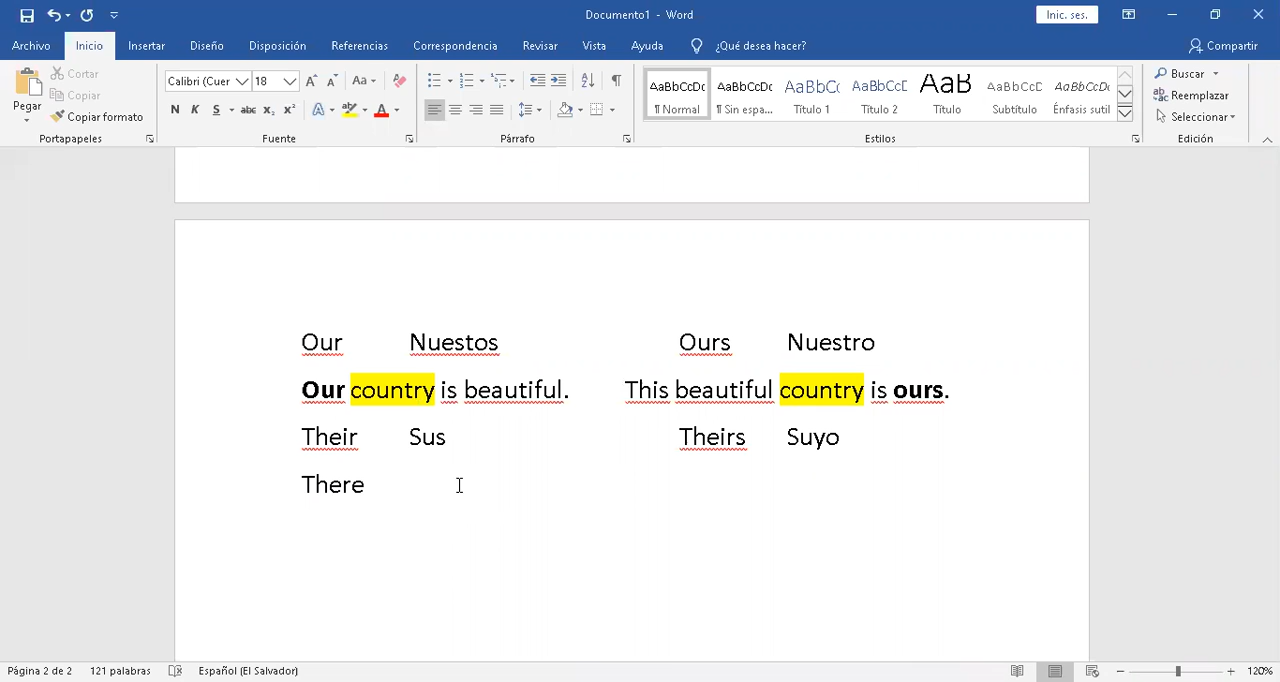 Documento1 - Word
Inic. ses.
Archivo Inicio Insertar Diseño Disposición Referencias Correspondencia Revisar Vista Ayuda ¿Qué desea hacer? Compartir
Pegar
Cortar
Copiar
Copiar formato
Portapapeles
Calibri (Cuer 18
N K S abc x₂ x²
Fuente
Párrafo
AaBbCcDc AaBbCcDc AaBbCc AaBbCcD AaB AaBbCcD AaBbCcDc
¶ Normal ¶ Sin espa... Título 1 Título 2 Título Subtítulo Énfasis sutil
Estilos
Buscar
Reemplazar
Seleccionar
Edición
Our Nuestos Ours Nuestro
Our country is beautiful. This beautiful country is ours.
Their Sus Theirs Suyo
There
Página 2 de 2 121 palabras Español (El Salvador) 120%